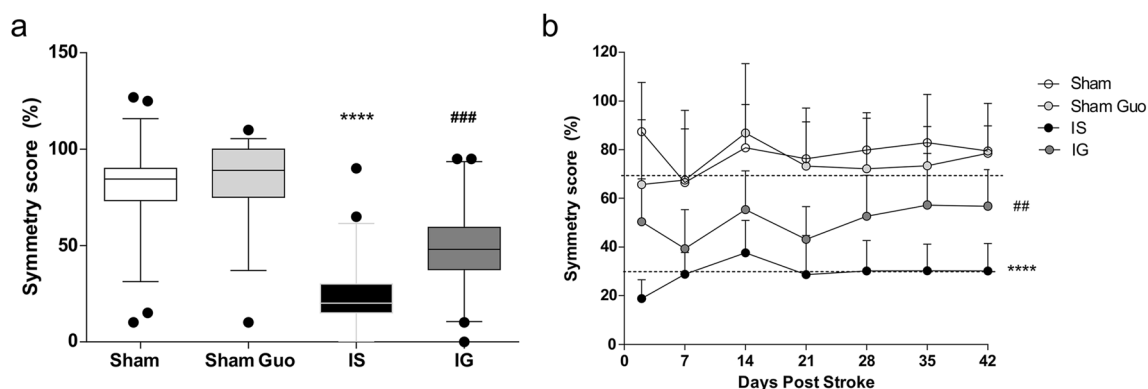 a
Symmetry score (%)
150
100
50
0
****
###
Sham
Sham Guo
IS
IG
b
Symmetry score (%)
120
100
80
60
40
20
0
0
7
14
21
28
35
42
Days Post Stroke
Sham
Sham Guo
IS
IG
##
****